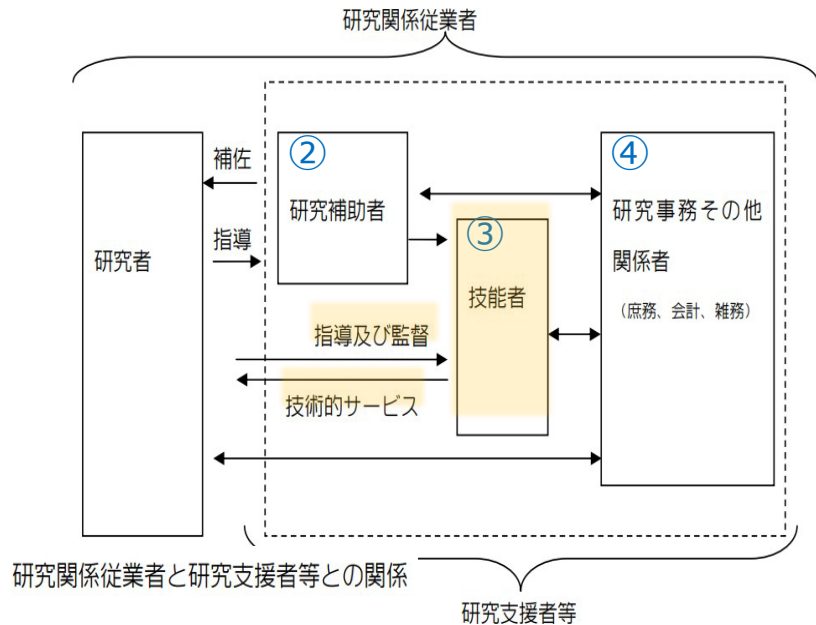 研究関係従業者
補佐
指導
研究者
②
研究補助者
③
技能者
④
研究事務その他
関係者
（庶務、会計、雑務）
指導及び監督
技術的サービス
研究関係従業者と研究支援者等との関係
研究支援者等